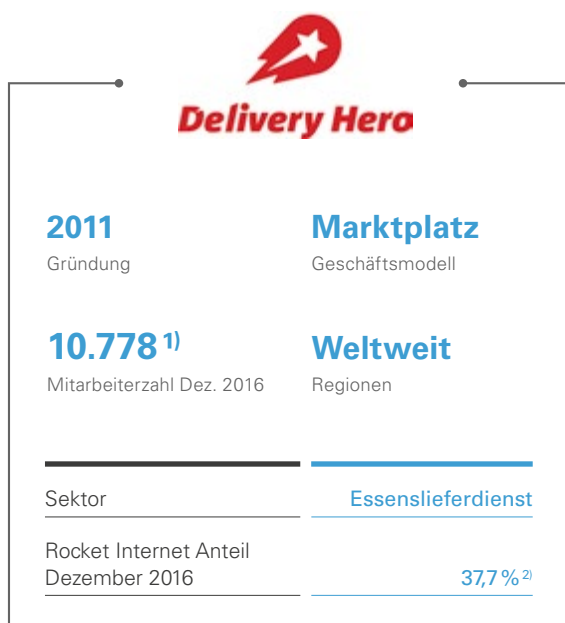 Delivery Hero
2011
Gründung
Marktplatz
Geschäftsmodell
10.778 1)
Mitarbeiterzahl Dez. 2016
Weltweit
Regionen
Sektor
Essenslieferdienst
Rocket Internet Anteil
Dezember 2016
37,7 % 2)